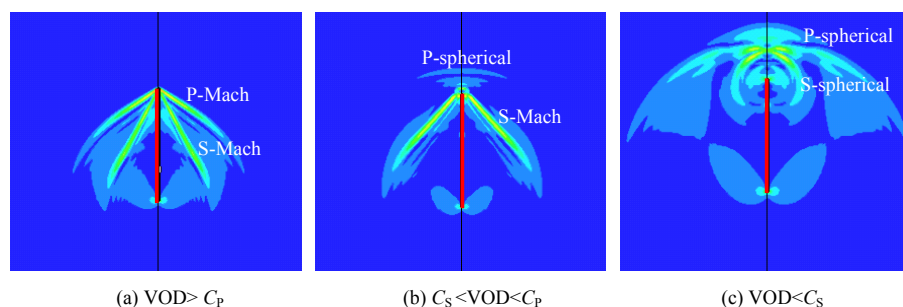 P-Mach
S-Mach
P-spherical
S-Mach
P-spherical
S-spherical
(a) VOD> CP
(b) CS <VOD<CP
(c) VOD<CS